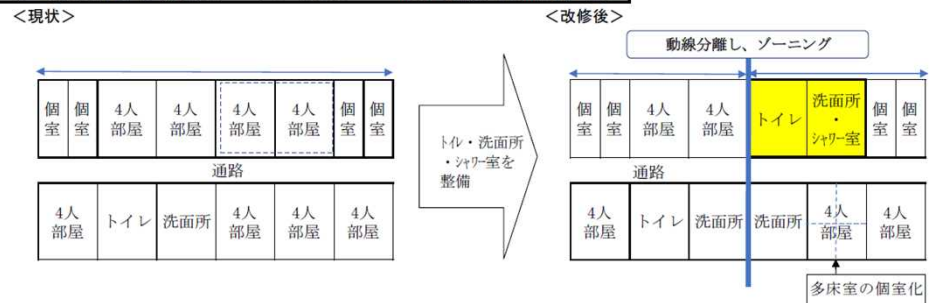 <現状>
<改修後>
動線分離し、ゾーニング
個室
個室
4人部屋
4人部屋
4人部屋
4人部屋
個室
個室
通路
4人部屋
トイレ
洗面所
4人部屋
4人部屋
4人部屋
トイレ・洗面所
・シャワー室を
整備
個室
個室
4人部屋
4人部屋
トイレ
洗面所
・
シャワー室
個室
個室
通路
4人部屋
トイレ
洗面所
洗面所
4人部屋
4人部屋
多床室の個室化